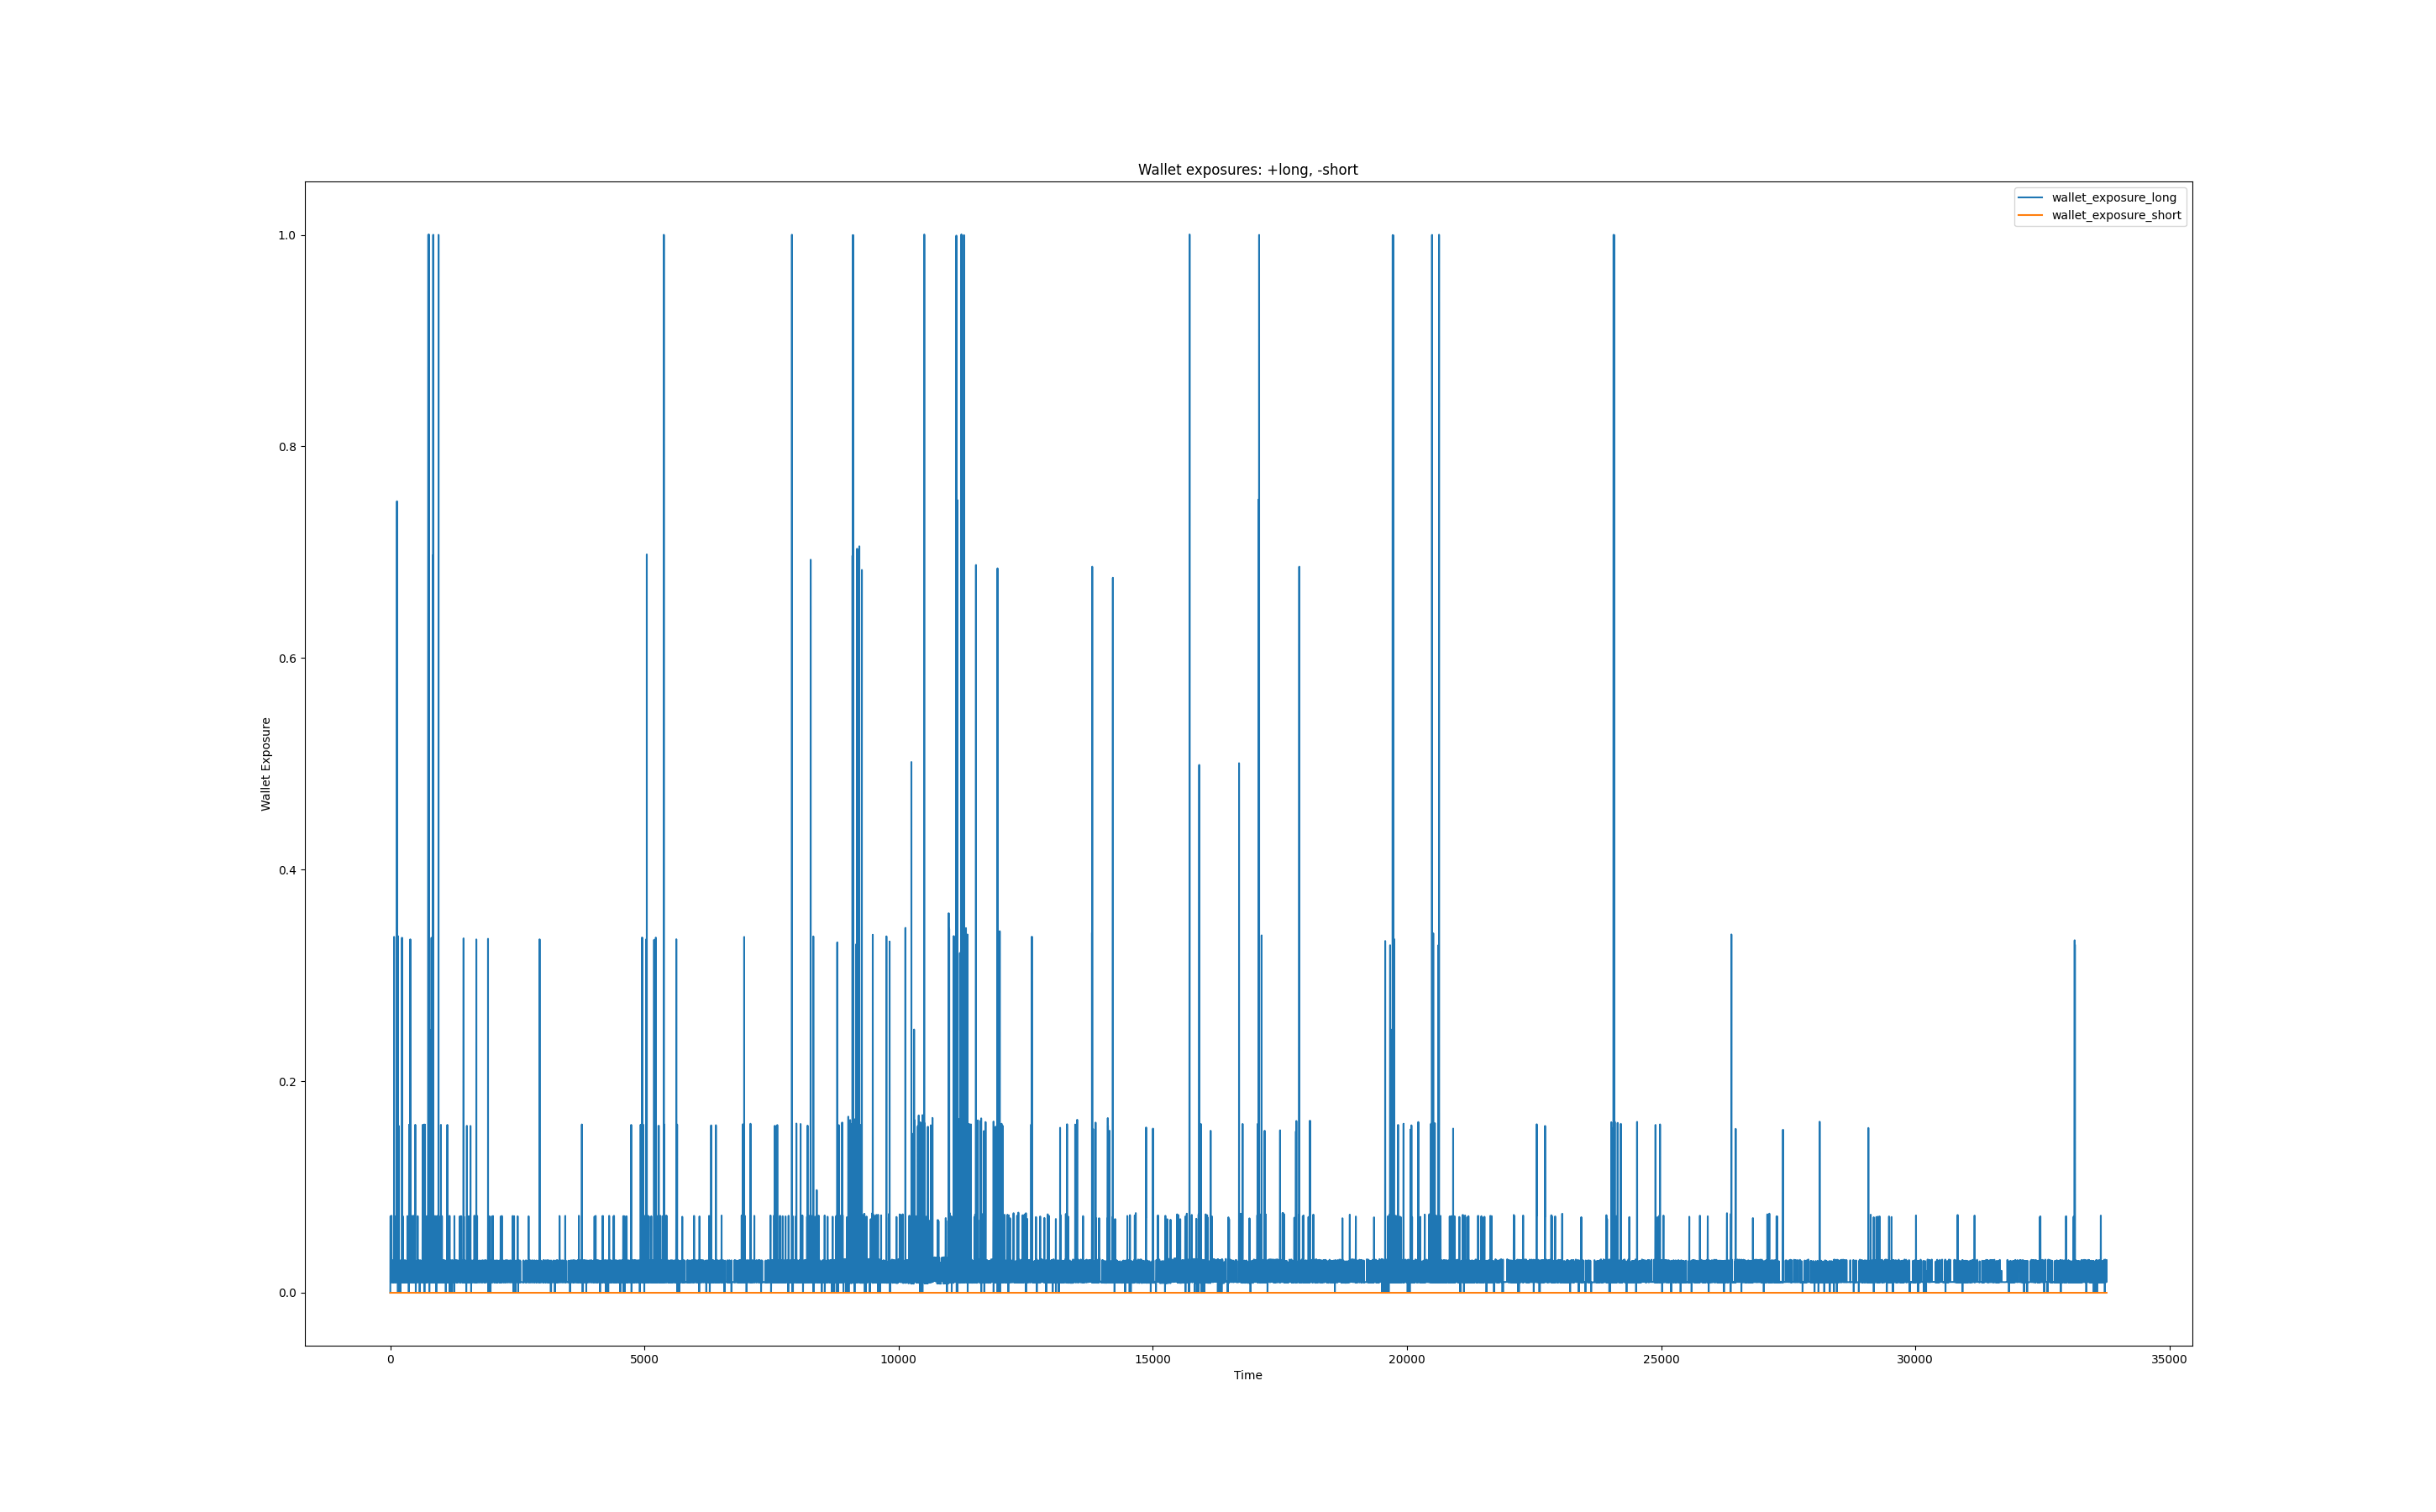 Wallet exposures: +long, -short
wallet_exposure_long
wallet_exposure_short
1.0
0.8
0.6
0.4
0.2
0.0
Wallet Exposure
0 5000 10000 15000 20000 25000 30000 35000
Time